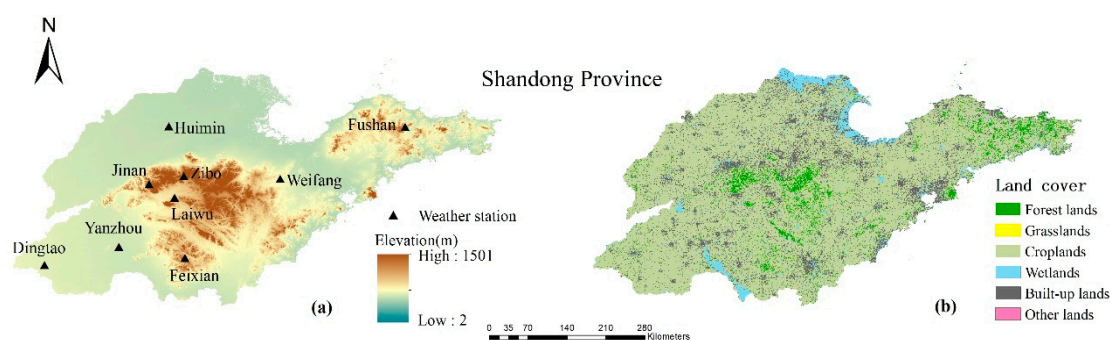 N
Shandong Province
Huimin
Fushan
Jinan
Zibo
Weifang
Laiwu
Yanzhou
Dingtao
Feixian
Weather station
Elevation(m)
High : 1501
Low : 2
(a)
Land cover
Forest lands
Grasslands
Croplands
Wetlands
Built-up lands
Other lands
(b)
0 35 70 140 210 280
Kilometers